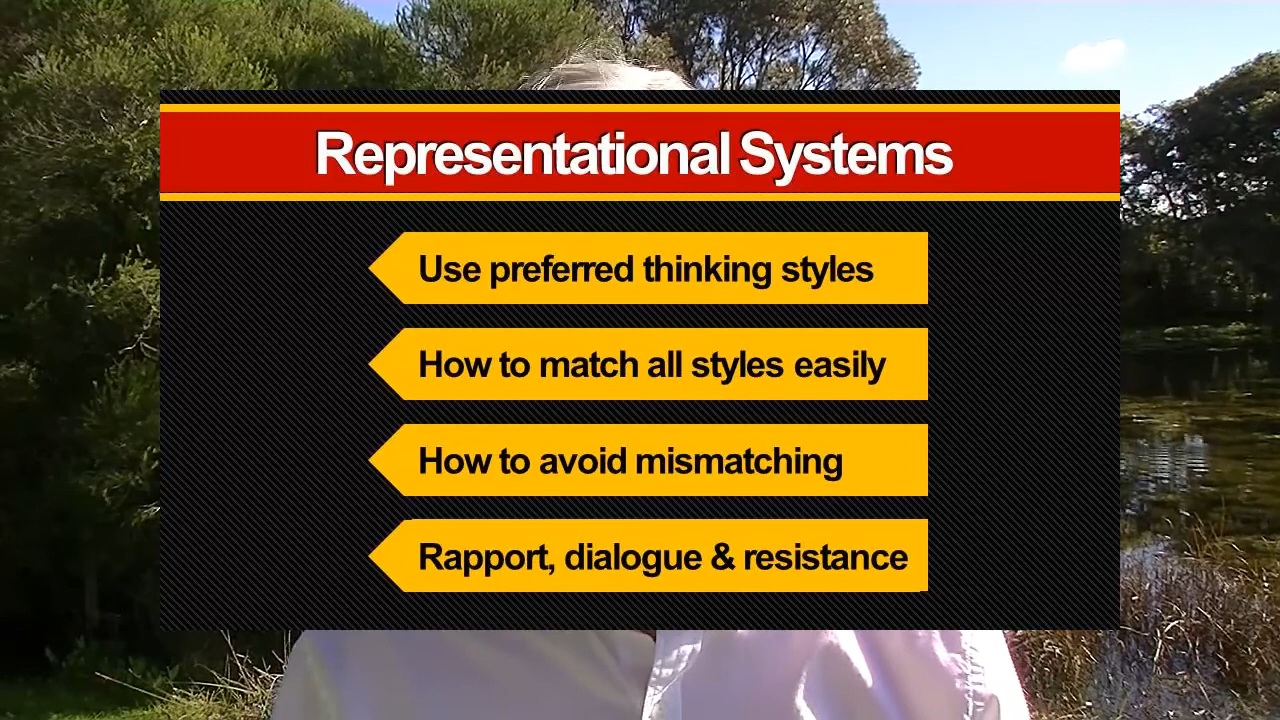 Representational Systems
Use preferred thinking styles
How to match all styles easily
How to avoid mismatching
Rapport, dialogue & resistance